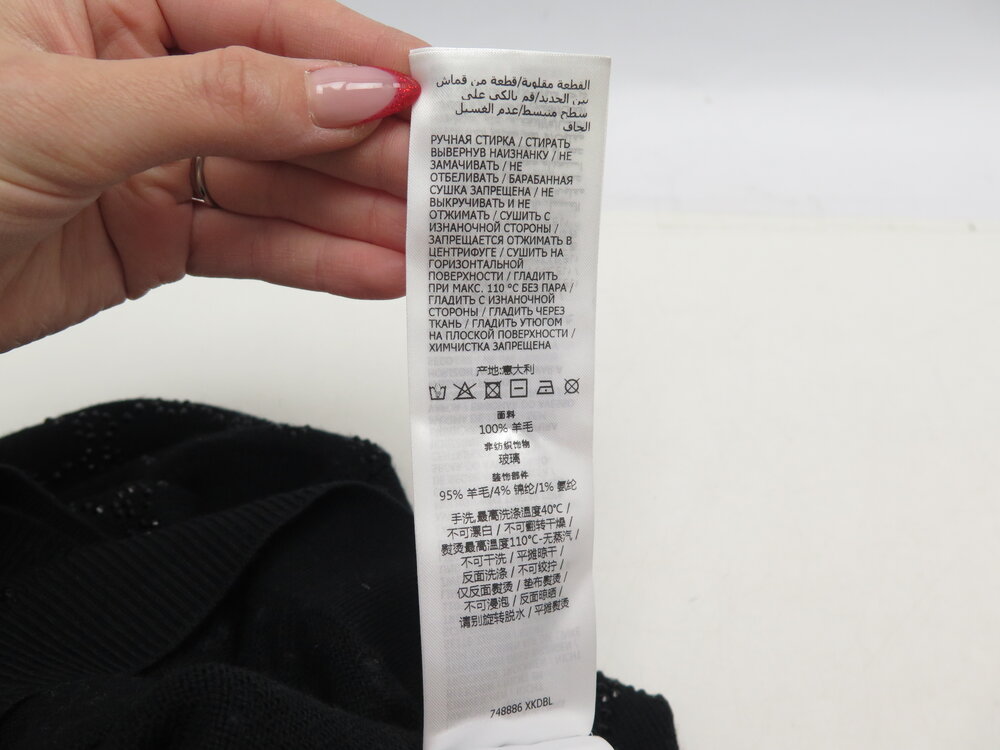 القطعة مقلوبة/قطعة من قماش
بين الحديد/قم بالكي على
سطح منبسط/عدم الغسيل
الجاف
РУЧНАЯ СТИРКА / СТИРАТЬ
ВЫВЕРНУВ НАИЗНАНКУ / НЕ
ЗАМАЧИВАТЬ / НЕ
ОТБЕЛИВАТЬ / БАРАБАННАЯ
СУШКА ЗАПРЕЩЕНА / НЕ
ВЫКРУЧИВАТЬ И НЕ
ОТЖИМАТЬ / СУШИТЬ С
ИЗНАНОЧНОЙ СТОРОНЫ /
ЗАПРЕЩАЕТСЯ ОТЖИМАТЬ В
ЦЕНТРИФУГЕ / СУШИТЬ НА
ГОРИЗОНТАЛЬНОЙ
ПОВЕРХНОСТИ / ГЛАДИТЬ
ПРИ МАКС. 110 °C БЕЗ ПАРА /
ГЛАДИТЬ С ИЗНАНОЧНОЙ
СТОРОНЫ / ГЛАДИТЬ ЧЕРЕЗ
ТКАНЬ / ГЛАДИТЬ УТЮГОМ
НА ПЛОСКОЙ ПОВЕРХНОСТИ /
ХИМЧИСТКА ЗАПРЕЩЕНА
产地:意大利
面料
100% 羊毛
非纺织饰物
玻璃
装饰部件
95% 羊毛/4% 锦纶/1% 氨纶
手洗,最高洗涤温度40°C /
不可漂白 / 不可翻转干燥 /
熨烫最高温度110°C-无蒸汽 /
不可干洗 / 平摊晾干 /
反面洗涤 / 不可绞拧 /
仅反面熨烫 / 垫布熨烫 /
不可浸泡 / 反面晾晒 /
请别旋转脱水 / 平摊熨烫
748886 XKDBL